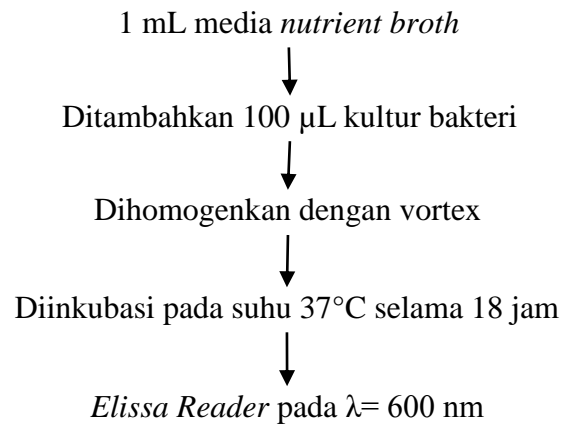 1 mL media nutrient broth
Ditambahkan 100 µL kultur bakteri
Dihomogenkan dengan vortex
Diinkubasi pada suhu 37°C selama 18 jam
Elissa Reader pada λ= 600 nm